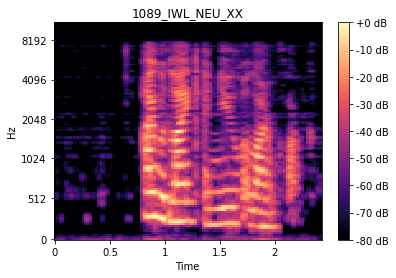 1089_IWL_NEU_XX
+0 dB
8192
-10 dB
4096
-20 dB
-30 dB
2048
Hz
-40 dB
1024
-50 dB
512
-60 dB
-70 dB
0
-80 dB
0
0.5
1
1.5
2
Time